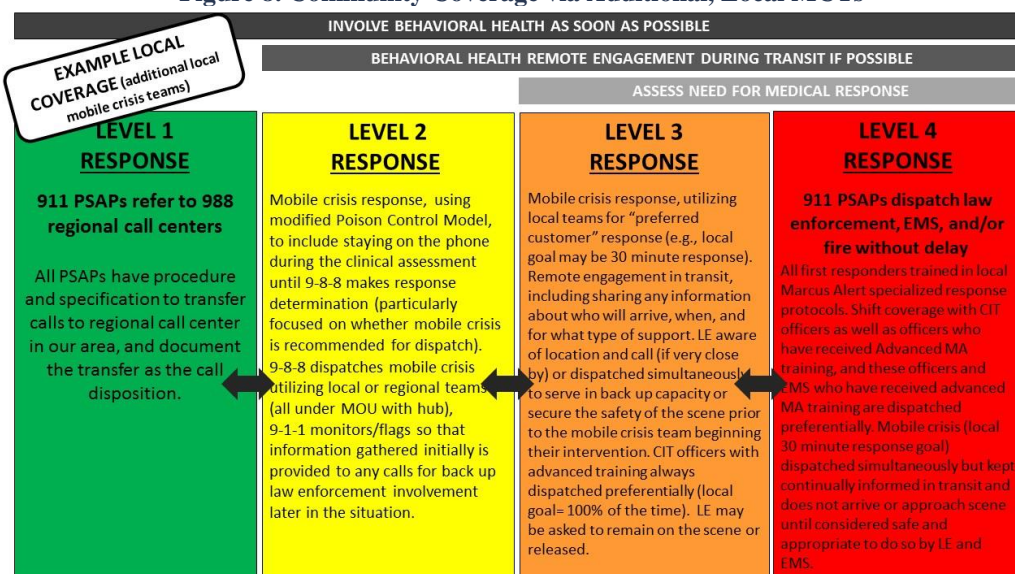 Figure 8. Community Coverage via Additional, Local MCTs
INVOLVE BEHAVIORAL HEALTH AS SOON AS POSSIBLE
BEHAVIORAL HEALTH REMOTE ENGAGEMENT DURING TRANSIT IF POSSIBLE
ASSESS NEED FOR MEDICAL RESPONSE
EXAMPLE LOCAL
COVERAGE (additional local
mobile crisis teams)
LEVEL 1
RESPONSE
911 PSAPs refer to 988
regional call centers
All PSAPs have procedure
and specification to transfer
calls to regional call center
in our area, and document
the transfer as the call
disposition.
LEVEL 2
RESPONSE
Mobile crisis response, using
modified Poison Control Model,
to include staying on the phone
during the clinical assessment
until 9-8-8 makes response
determination (particularly
focused on whether mobile crisis
is recommended for dispatch).
9-8-8 dispatches mobile crisis
utilizing local or regional teams
(all under MOU with hub),
9-1-1 monitors/flags so that
information gathered initially is
provided to any calls for back up
law enforcement involvement
later in the situation.
LEVEL 3
RESPONSE
Mobile crisis response, utilizing
local teams for “preferred
customer” response (e.g., local
goal may be 30 minute response).
Remote engagement in transit,
including sharing any information
about who will arrive, when, and
for what type of support. LE aware
of location and call (if very close
by) or dispatched simultaneously
to serve in back up capacity or
secure the safety of the scene prior
to the mobile crisis team beginning
their intervention. CIT officers with
advanced training always
dispatched preferentially (local
goal= 100% of the time). LE may
be asked to remain on the scene or
released.
LEVEL 4
RESPONSE
911 PSAPs dispatch law
enforcement, EMS, and/or
fire without delay
All first responders trained in local
Marcus Alert specialized response
protocols. Shift coverage with CIT
officers as well as officers who
have received Advanced MA
training, and these officers and
EMS who have received advanced
MA training are dispatched
preferentially. Mobile crisis (local
30 minute response goal)
dispatched simultaneously but kept
continually informed in transit and
does not arrive or approach scene
until considered safe and
appropriate to do so by LE and
EMS.